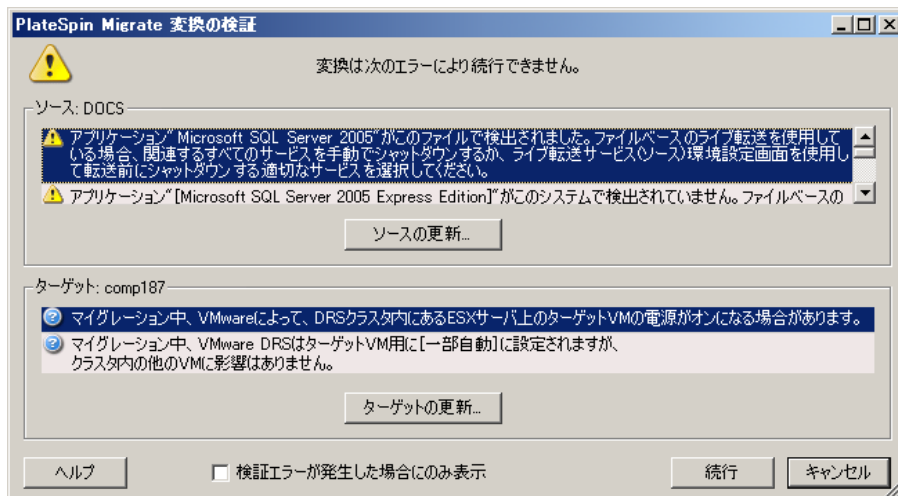 PlateSpin Migrate 変換の検証
変換は次のエラーにより続行できません。
ソース: DOCS
アプリケーション"Microsoft SQL Server 2005"がこのファイルで検出されました。ファイルベースのライブ転送を使用して
いる場合、関連するすべてのサービスを手動でシャットダウンするか、ライブ転送サービス(ソース)環境設定画面を使用し
て転送前にシャットダウンする適切なサービスを選択してください。
アプリケーション"[Microsoft SQL Server 2005 Express Edition]"がこのシステムで検出されていません。ファイルベースの
ソースの更新...
ターゲット: comp187
マイグレーション中、VMwareによって、DRSクラスタ内にあるESXサーバ上のターゲットVMの電源がオンになる場合があります。
マイグレーション中、VMware DRSはターゲットVM用に[一部自動]に設定されますが、
クラスタ内の他のVMに影響はありません。
ターゲットの更新...
ヘルプ
検証エラーが発生した場合にのみ表示
続行
キャンセル